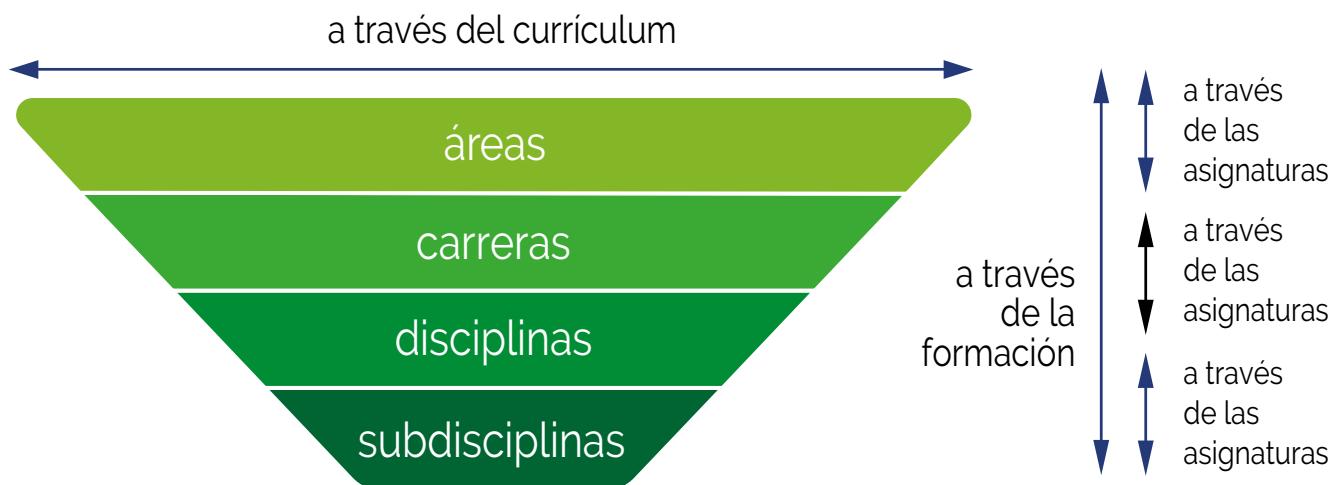 a través del currículum
áreas
carreras
disciplinas
subdisciplinas
a través
de la
formación
a través
de las
asignaturas
a través
de las
asignaturas
a través
de las
asignaturas